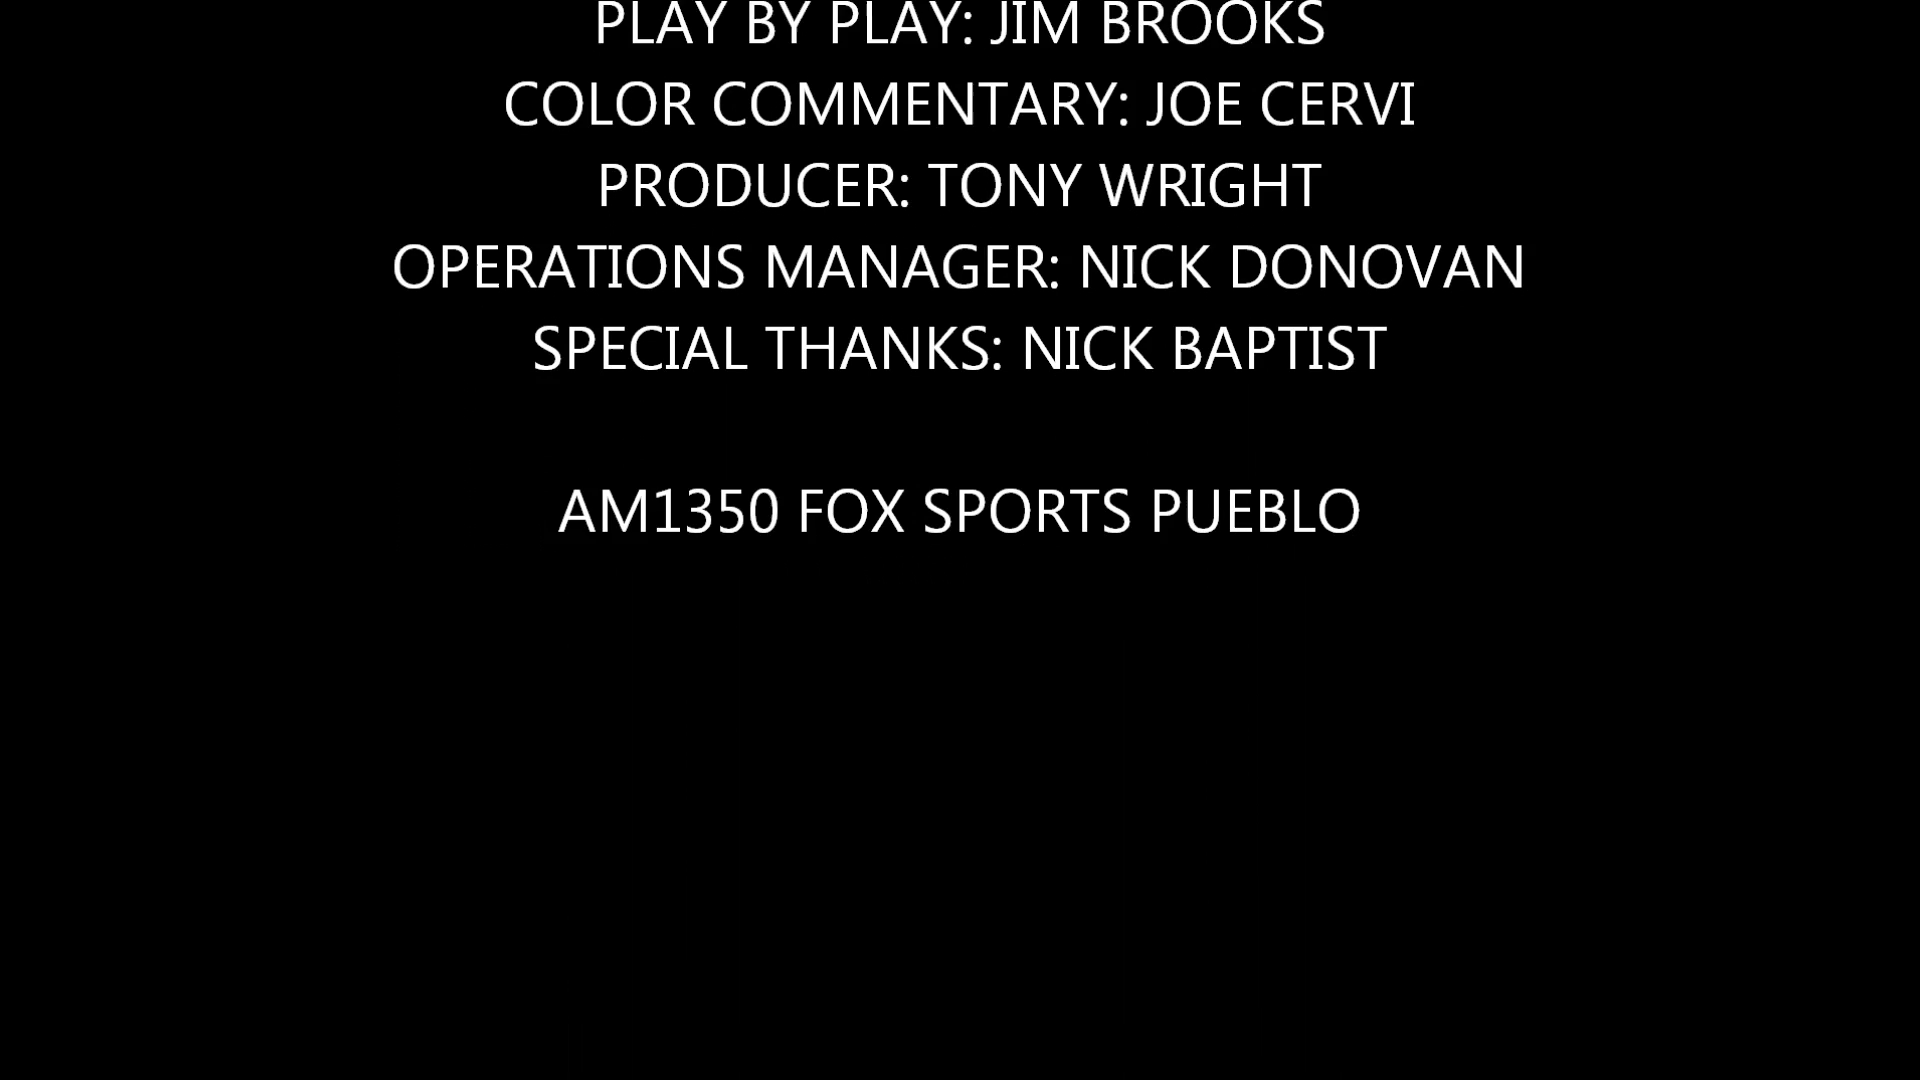 PLAY BY PLAY: JIM BROOKS
COLOR COMMENTARY: JOE CERVI
PRODUCER: TONY WRIGHT
OPERATIONS MANAGER: NICK DONOVAN
SPECIAL THANKS: NICK BAPTIST
AM1350 FOX SPORTS PUEBLO